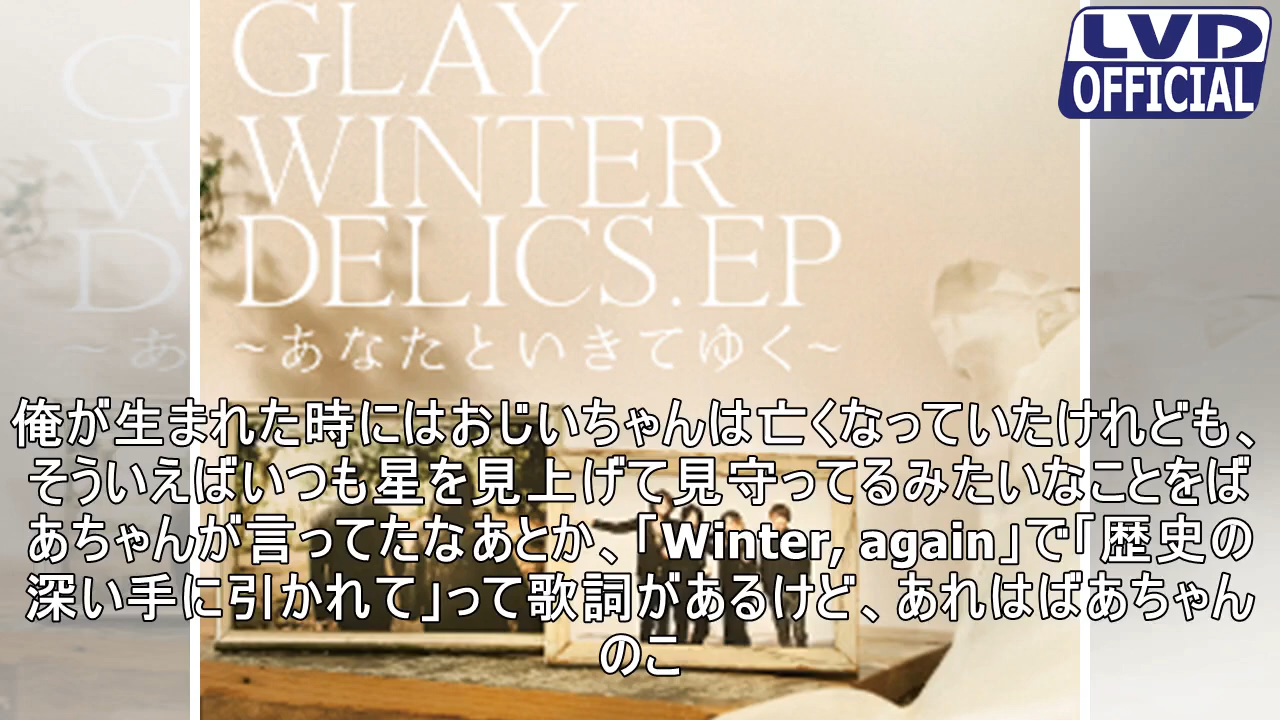 GLAY
WINTER
DELICS.EP
~あなたといきてゆく~
LVD
OFFICIAL
G
W
D
~あ
俺が生まれた時にはおじいちゃんは亡くなっていたけれども、
そういえばいつも星を見上げて見守ってるみたいなことをば
あちゃんが言ってたなあとか、「Winter, again」で「歴史の
深い手に引かれて」って歌詞があるけど、あれはばあちゃん
のこ